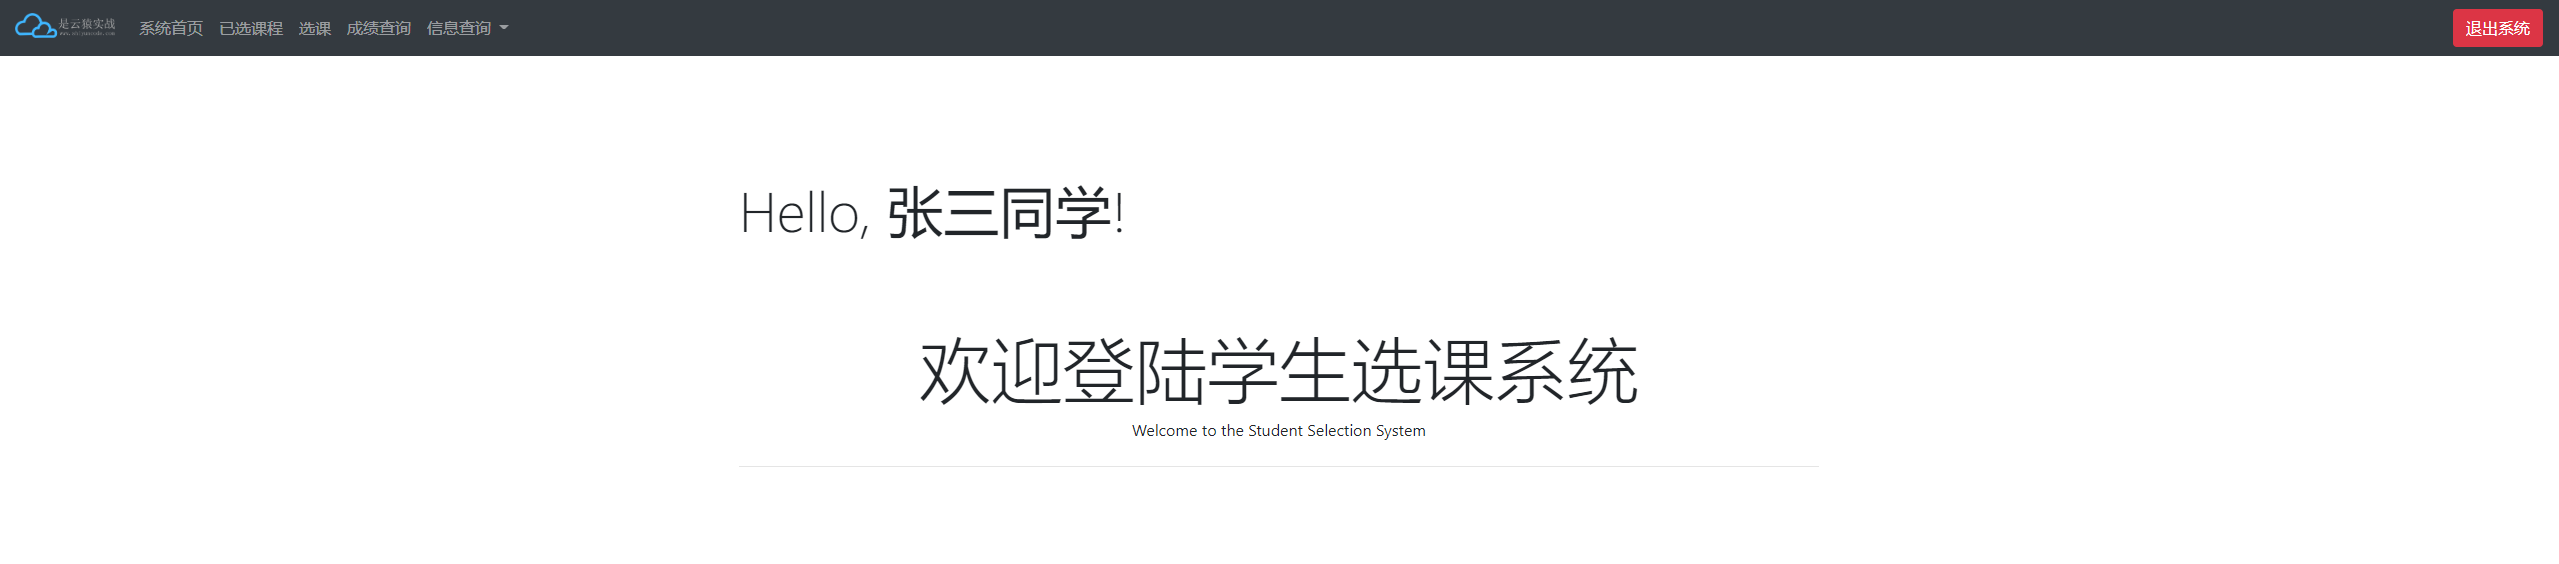 是云猿实战
系统首页 已选课程 选课 成绩查询 信息查询
退出系统
Hello, 张三同学!
欢迎登陆学生选课系统
Welcome to the Student Selection System